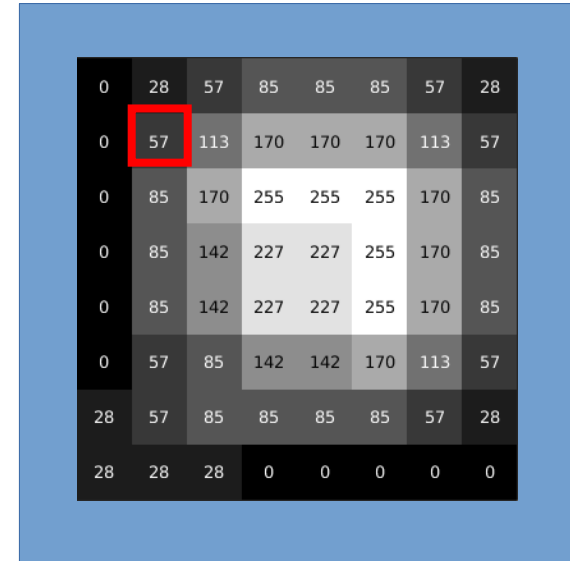 0 28 57 85 85 85 57 28
0 57 113 170 170 170 113 57
0 85 170 255 255 255 170 85
0 85 142 227 227 255 170 85
0 85 142 227 227 255 170 85
0 57 85 142 142 170 113 57
28 57 85 85 85 85 57 28
28 28 28 0 0 0 0 0